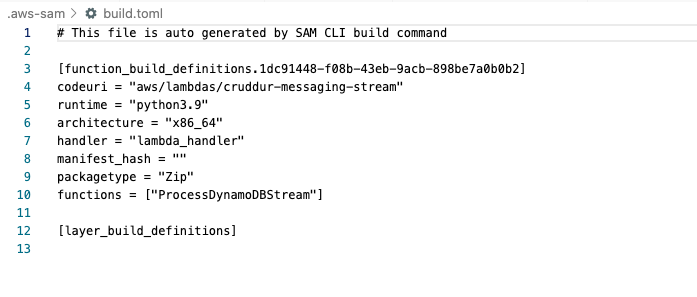 .aws-sam > build.toml
1 # This file is auto generated by SAM CLI build command
2
3 [function_build_definitions.1dc91448-f08b-43eb-9acb-898be7a0b0b2]
4 codeuri = "aws/lambdas/cruddur-messaging-stream"
5 runtime = "python3.9"
6 architecture = "x86_64"
7 handler = "lambda_handler"
8 manifest_hash = ""
9 packagetype = "Zip"
10 functions = ["ProcessDynamoDBStream"]
11
12 [layer_build_definitions]
13